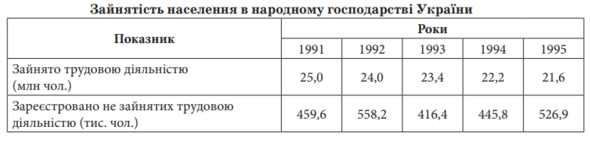 Зайнятість населення в народному господарстві України
Показник
Роки
1991 1992 1993 1994 1995
Зайнято трудовою діяльністю
(млн чол.)
25,0 24,0 23,4 22,2 21,6
Зареєстровано не зайнятих трудовою
діяльністю (тис. чол.)
459,6 558,2 416,4 445,8 526,9